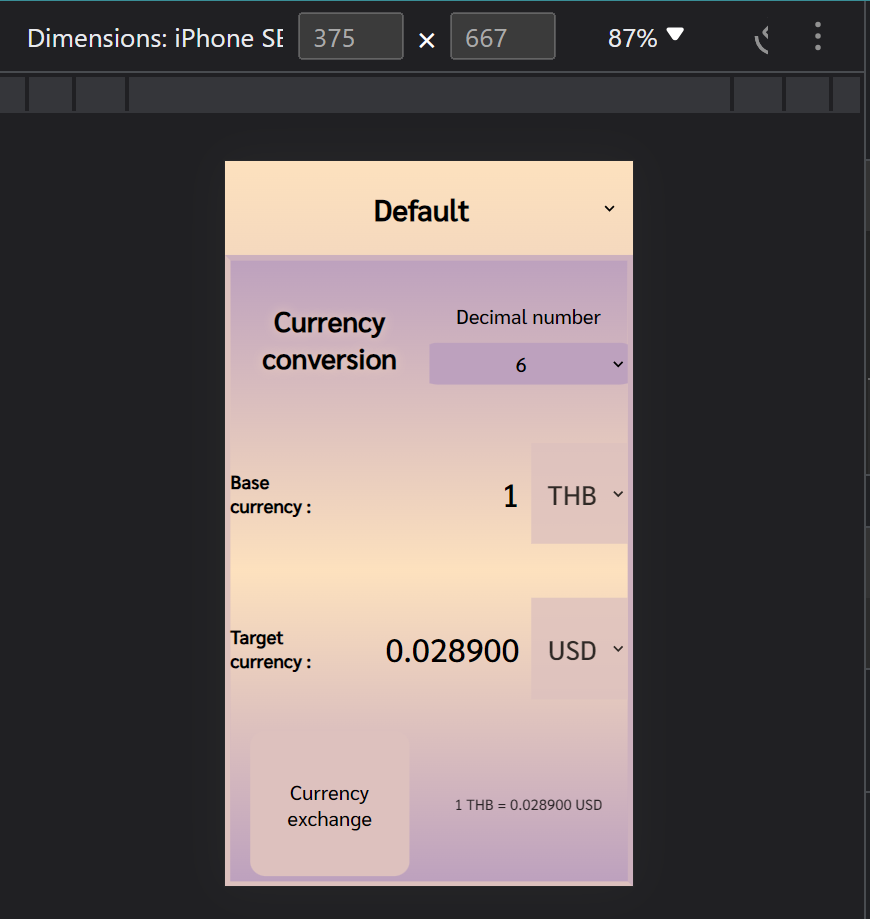 Dimensions: iPhone SE 375 × 667 87%
Default
Currency
conversion
Decimal number
6
Base
currency :
1 THB
Target
currency :
0.028900 USD
Currency
exchange
1 THB = 0.028900 USD